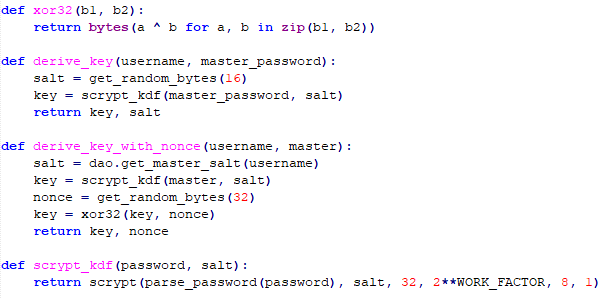 def xor32(b1, b2):
    return bytes(a ^ b for a, b in zip(b1, b2))
def derive_key(username, master_password):
    salt = get_random_bytes(16)
    key = scrypt_kdf(master_password, salt)
    return key, salt
def derive_key_with_nonce(username, master):
    salt = dao.get_master_salt(username)
    key = scrypt_kdf(master, salt)
    nonce = get_random_bytes(32)
    key = xor32(key, nonce)
    return key, nonce
def scrypt_kdf(password, salt):
    return scrypt(parse_password(password), salt, 32, 2**WORK_FACTOR, 8, 1)